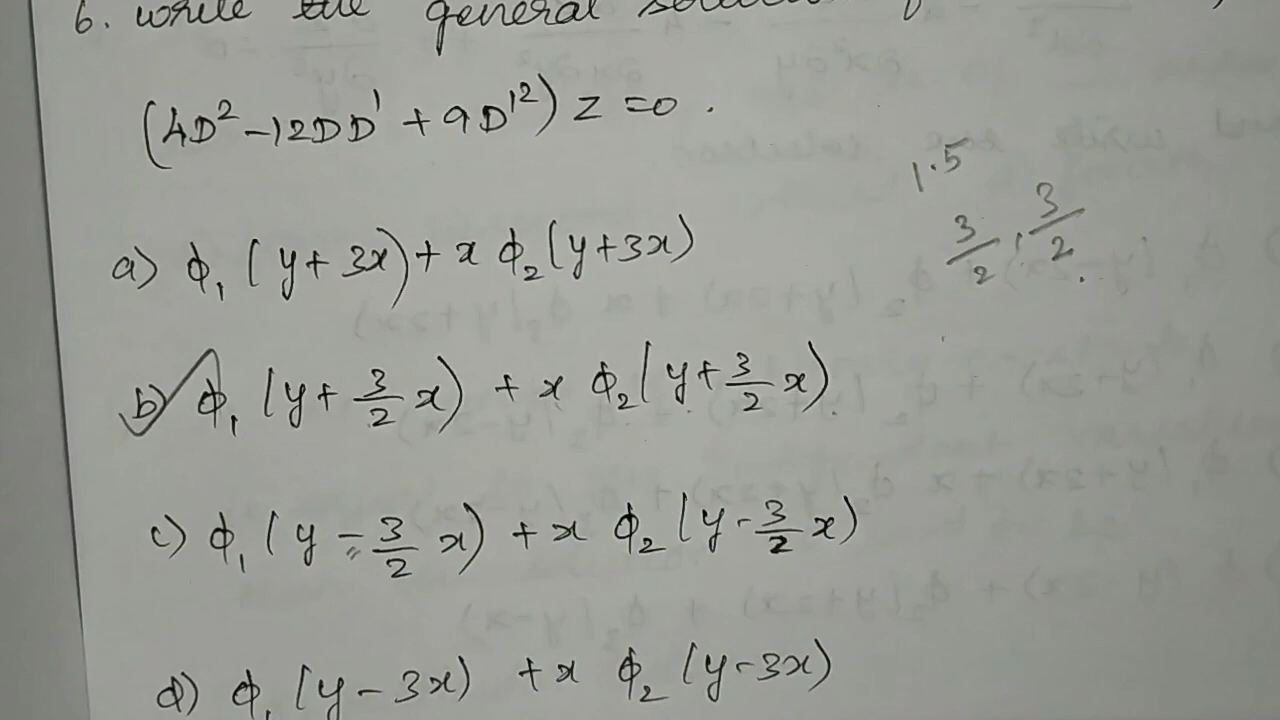 6. write the general
(4D² - 12DD' + 9D'²) z = 0 .
1.5
3/2 , 3/2 .
a) φ₁ (y + 3x) + x φ₂ (y + 3x)
b) φ₁ (y + 3/2 x) + x φ₂ (y + 3/2 x)
c) φ₁ (y - 3/2 x) + x φ₂ (y - 3/2 x)
d) φ₁ (y - 3x) + x φ₂ (y - 3x)